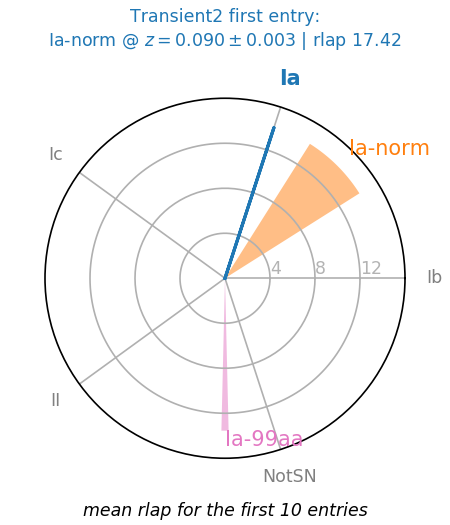 Transient2 first entry:
Ia-norm @ z = 0.090 ± 0.003 | rlap 17.42
Ia
Ic
Ia-norm
4 8 12
Ib
II
Ia-99aa
NotSN
mean rlap for the first 10 entries